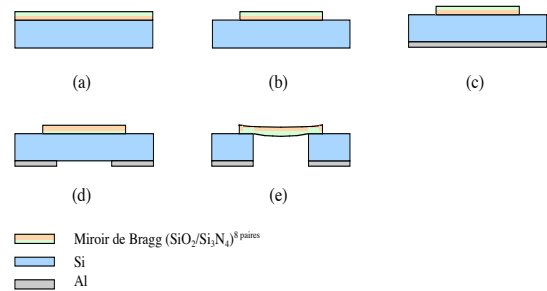 (a)
(b)
(c)
(d)
(e)
Miroir de Bragg (SiO₂/Si₃N₄)⁸ ᵖᵃⁱʳᵉˢ
Si
Al